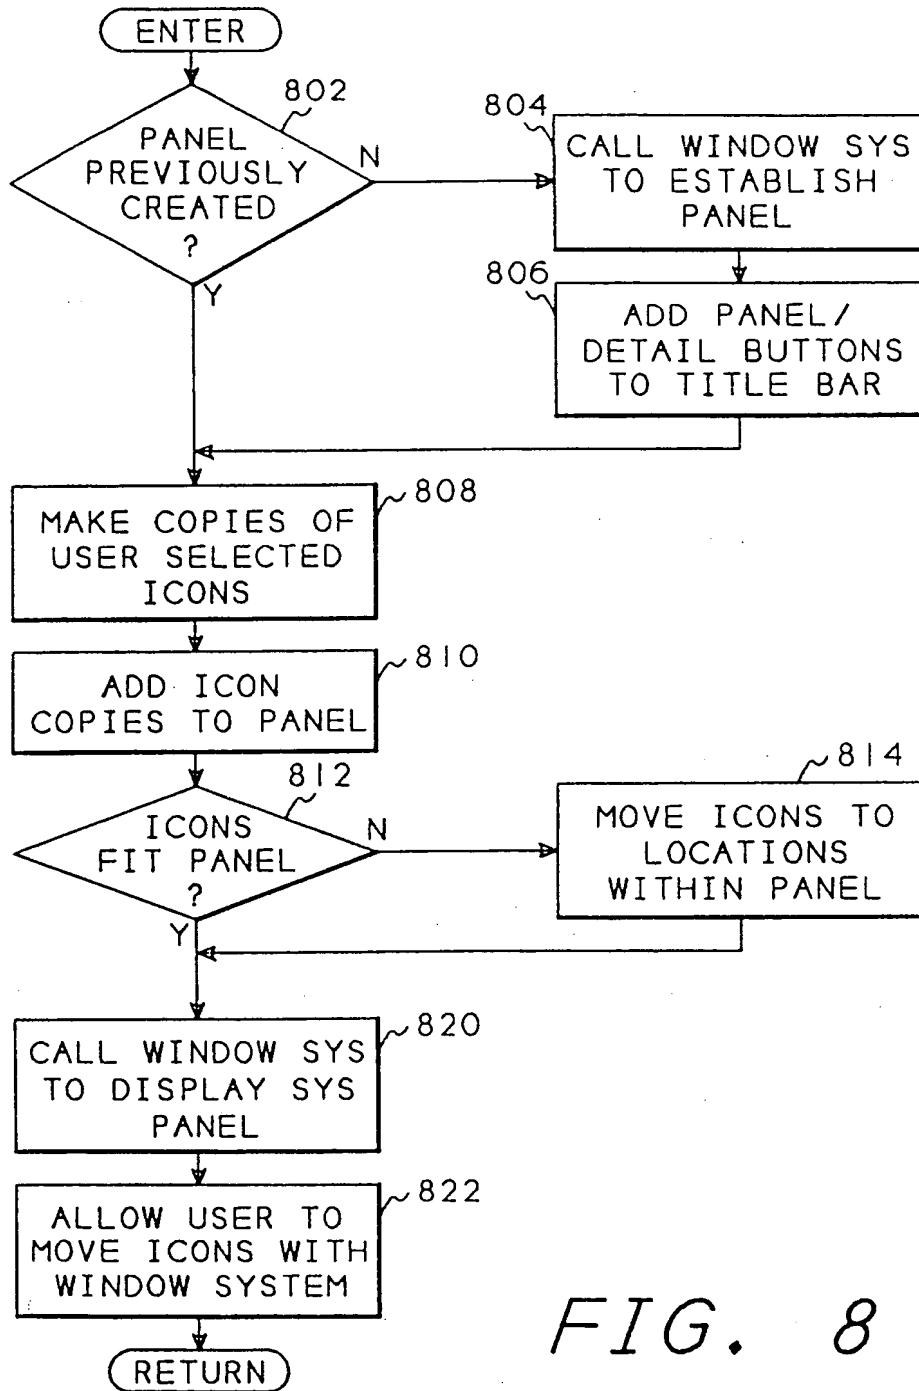 ENTER
802
PANEL
PREVIOUSLY
CREATED
?
N
Y
804
CALL WINDOW SYS
TO ESTABLISH
PANEL
806
ADD PANEL/
DETAIL BUTTONS
TO TITLE BAR
808
MAKE COPIES OF
USER SELECTED
ICONS
810
ADD ICON
COPIES TO PANEL
812
ICONS
FIT PANEL
?
N
Y
814
MOVE ICONS TO
LOCATIONS
WITHIN PANEL
820
CALL WINDOW SYS
TO DISPLAY SYS
PANEL
822
ALLOW USER TO
MOVE ICONS WITH
WINDOW SYSTEM
RETURN
FIG. 8